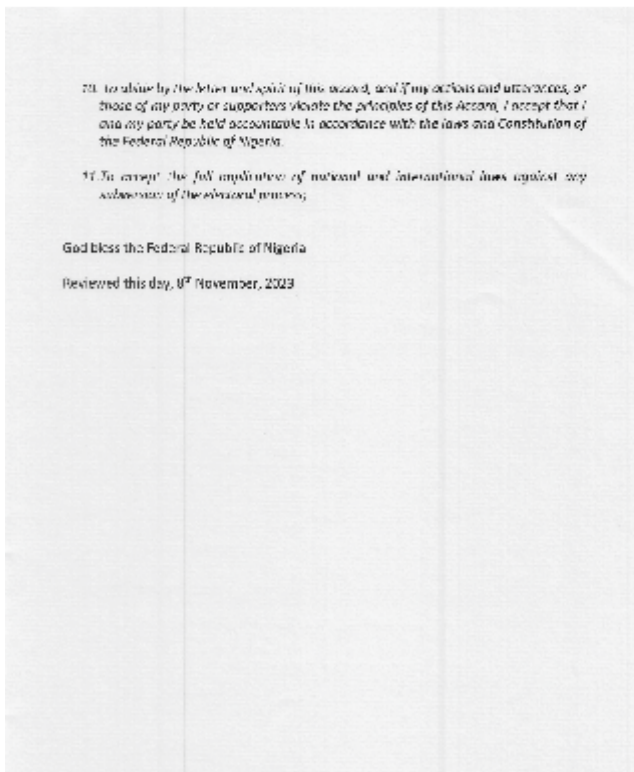 10. To abide by the letter and spirit of this accord, and if my actions and utterances, or
those of my party or supporters violate the principles of this Accord, I accept that I
and my party be held accountable in accordance with the laws and Constitution of
the Federal Republic of Nigeria.
11. To accept the full implication of national and international laws against any
subversion of the electoral process;
God bless the Federal Republic of Nigeria
Reviewed this day, 8th November, 2023